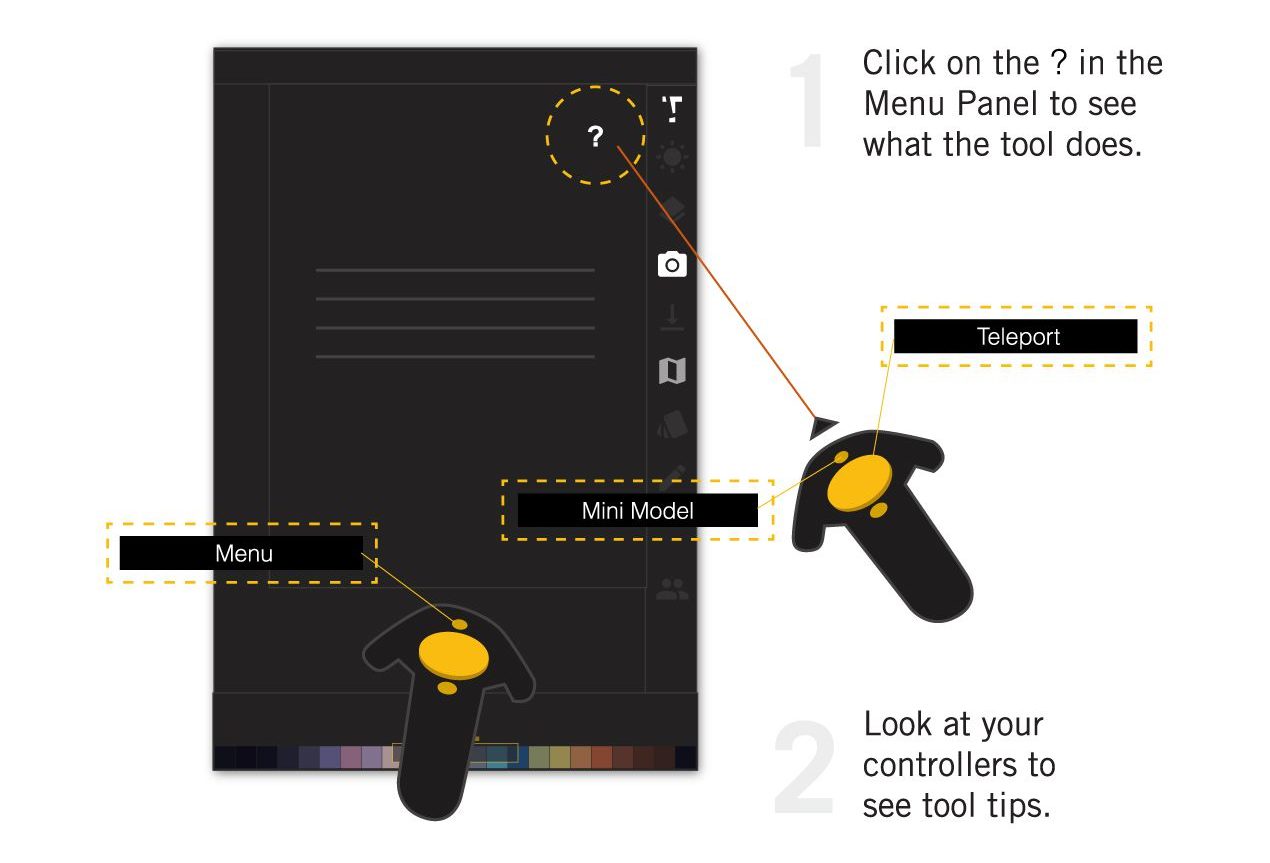 1
Click on the ? in the
Menu Panel to see
what the tool does.
?
Teleport
Mini Model
Menu
2
Look at your
controllers to
see tool tips.